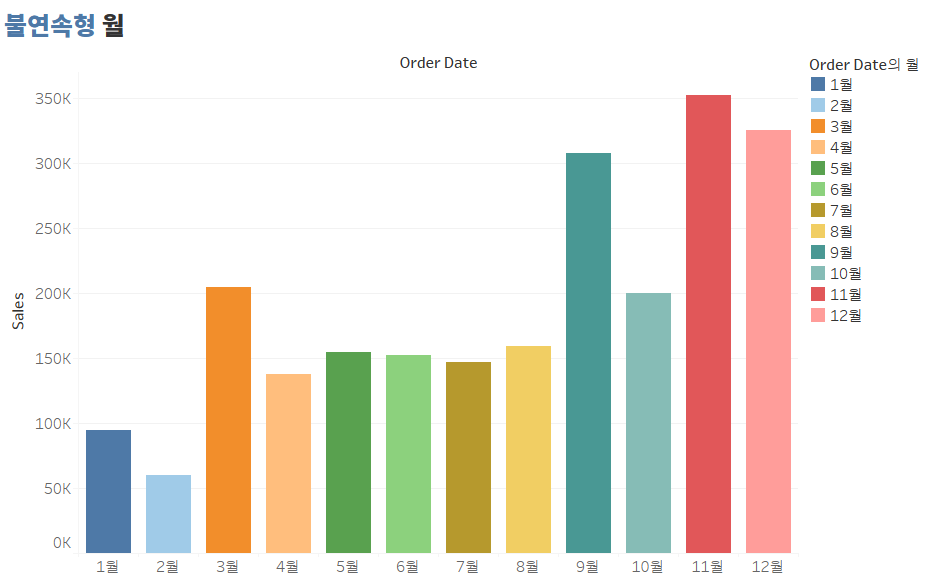 불연속형 월
Order Date
Order Date의 월
1월
2월
3월
4월
5월
6월
7월
8월
9월
10월
11월
12월
Sales
350K
300K
250K
200K
150K
100K
50K
0K
1월 2월 3월 4월 5월 6월 7월 8월 9월 10월 11월 12월